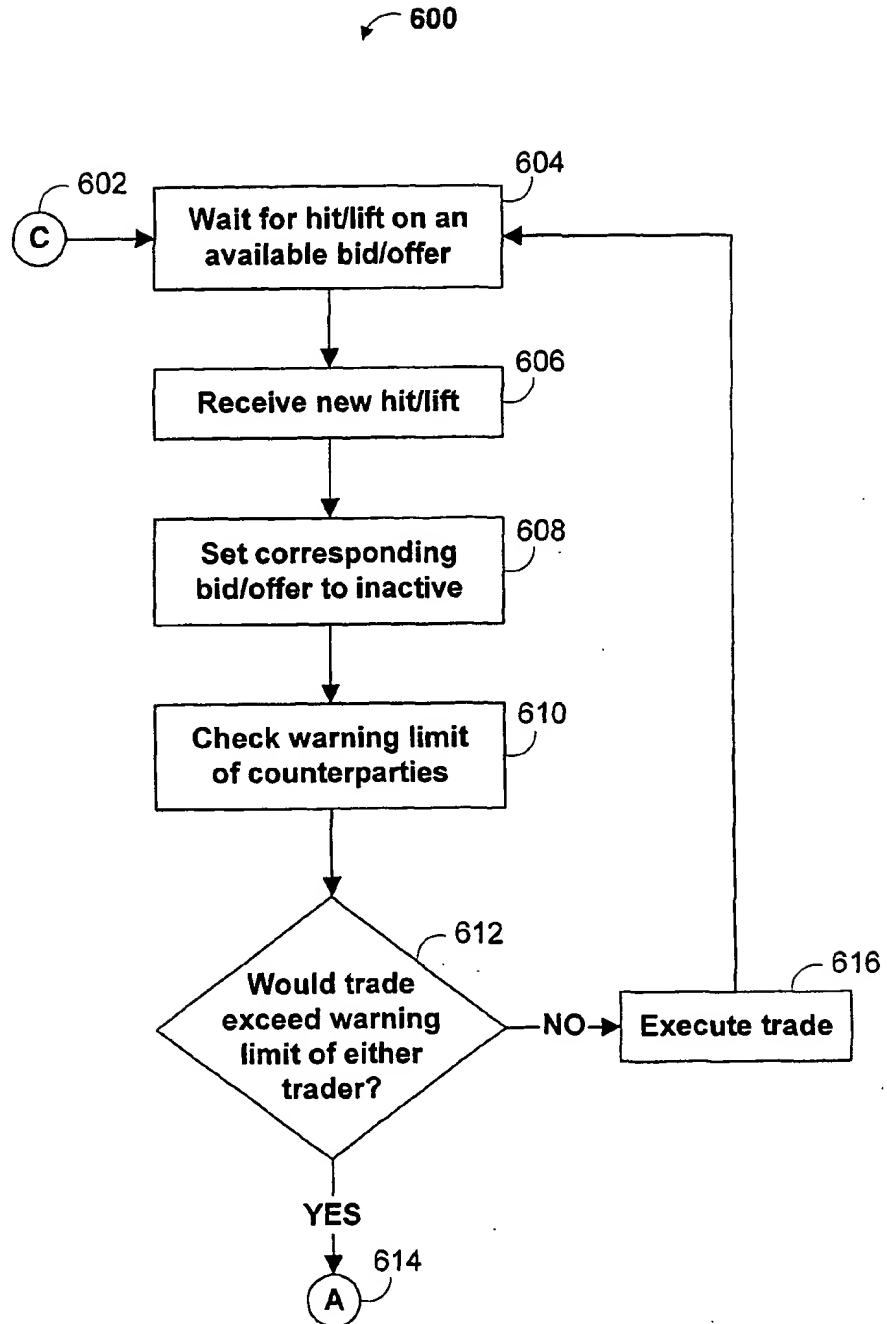 600
602
C
604
Wait for hit/lift on an
available bid/offer
606
Receive new hit/lift
608
Set corresponding
bid/offer to inactive
610
Check warning limit
of counterparties
612
Would trade
exceed warning
limit of either
trader?
NO
616
Execute trade
YES
614
A